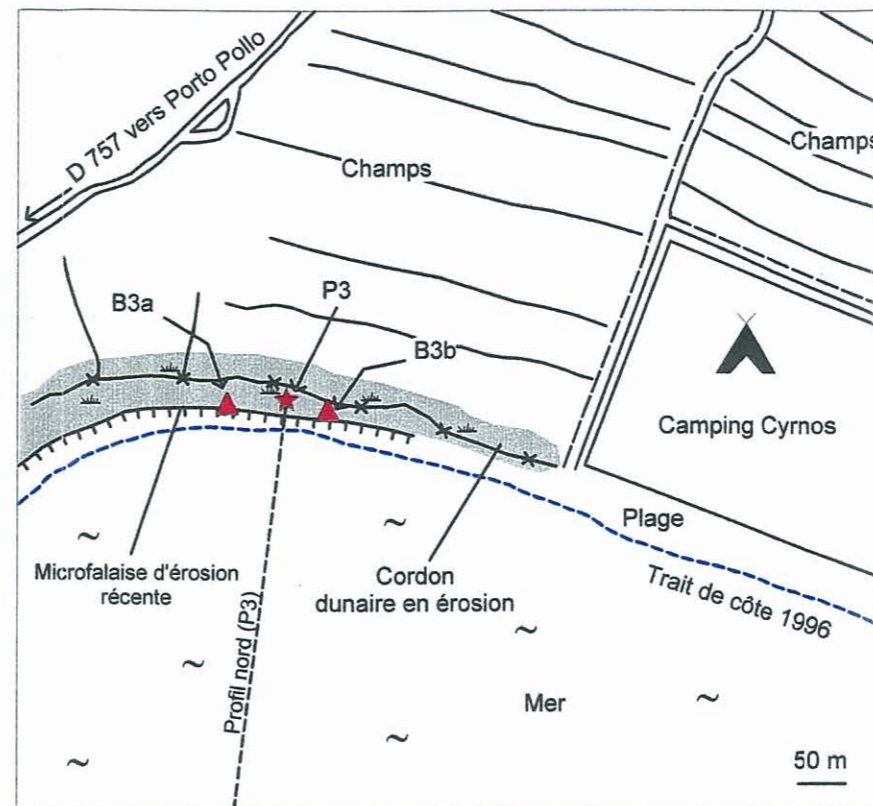 D 757 vers Porto Pollo
Champs
Champs
B3a
P3
B3b
Camping Cyrnos
Plage
Trait de côte 1996
Microfalaise d'érosion
récente
Cordon
dunaire en érosion
Profil nord (P3)
Mer
50 m